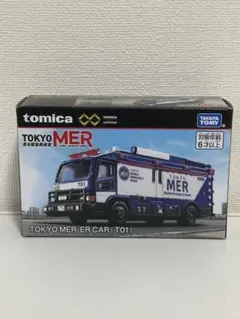 tomica
TAKARA
TOMY
TOKYO MER
対象年齢
6才以上
T01
TOKYO
MER
TOKYO MER ER CAR (T01)